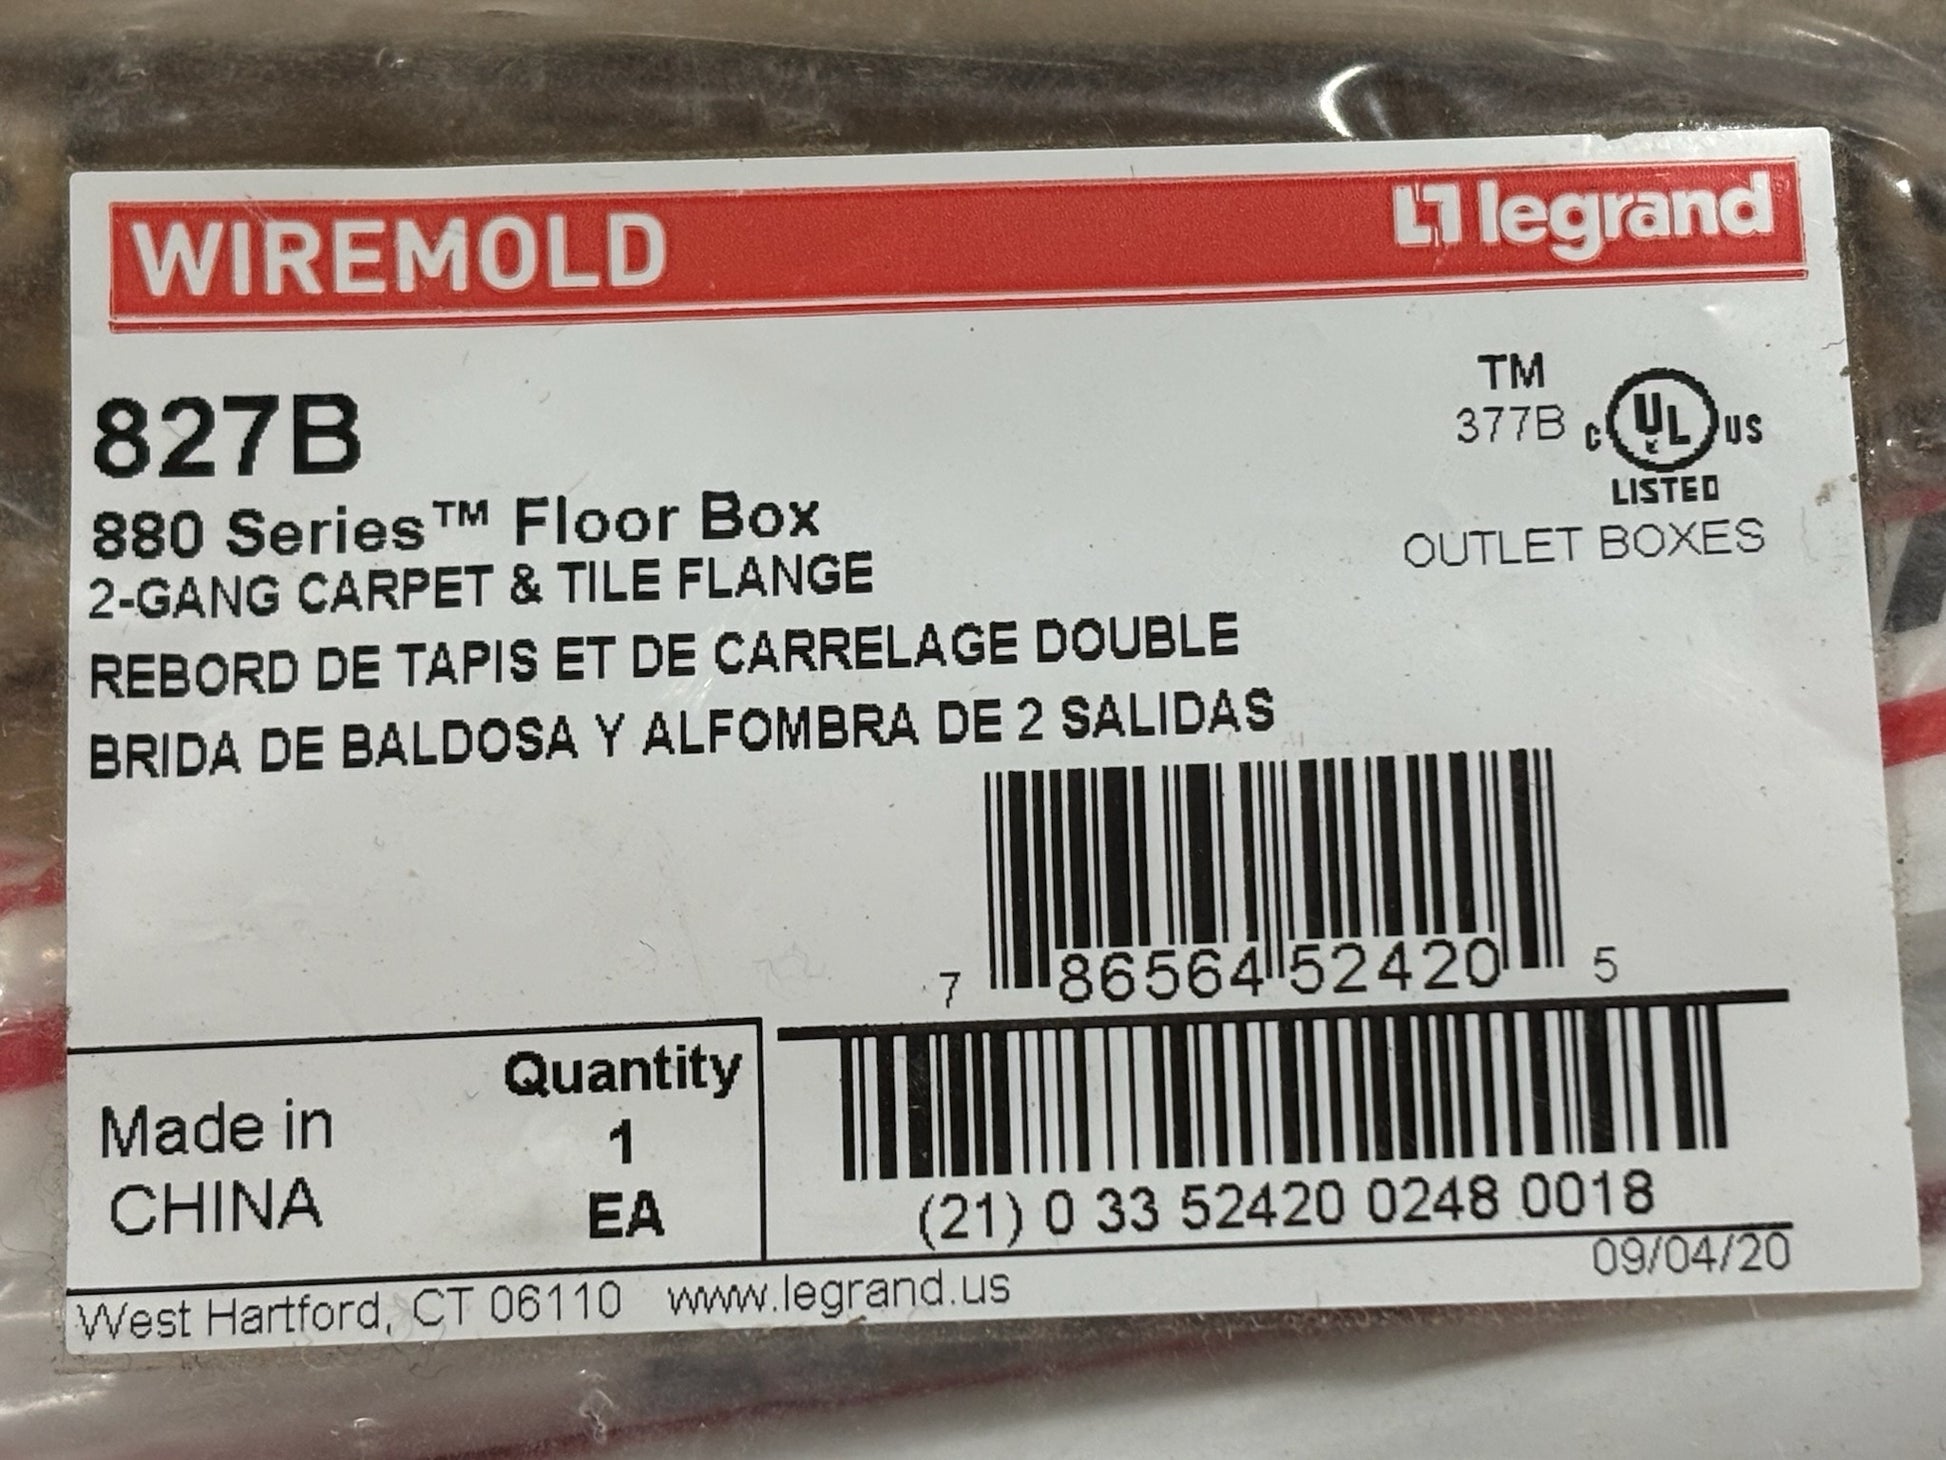 WIREMOLD
legrand
827B
TM
377B
C UL US
LISTED
OUTLET BOXES
880 Series™ Floor Box
2-GANG CARPET & TILE FLANGE
REBORD DE TAPIS ET DE CARRELAGE DOUBLE
BRIDA DE BALDOSA Y ALFOMBRA DE 2 SALIDAS
7 86564 52420 5
Made in
CHINA
Quantity
1
EA
(21) 0 33 52420 0248 0018
09/04/20
West Hartford, CT 06110 www.legrand.us